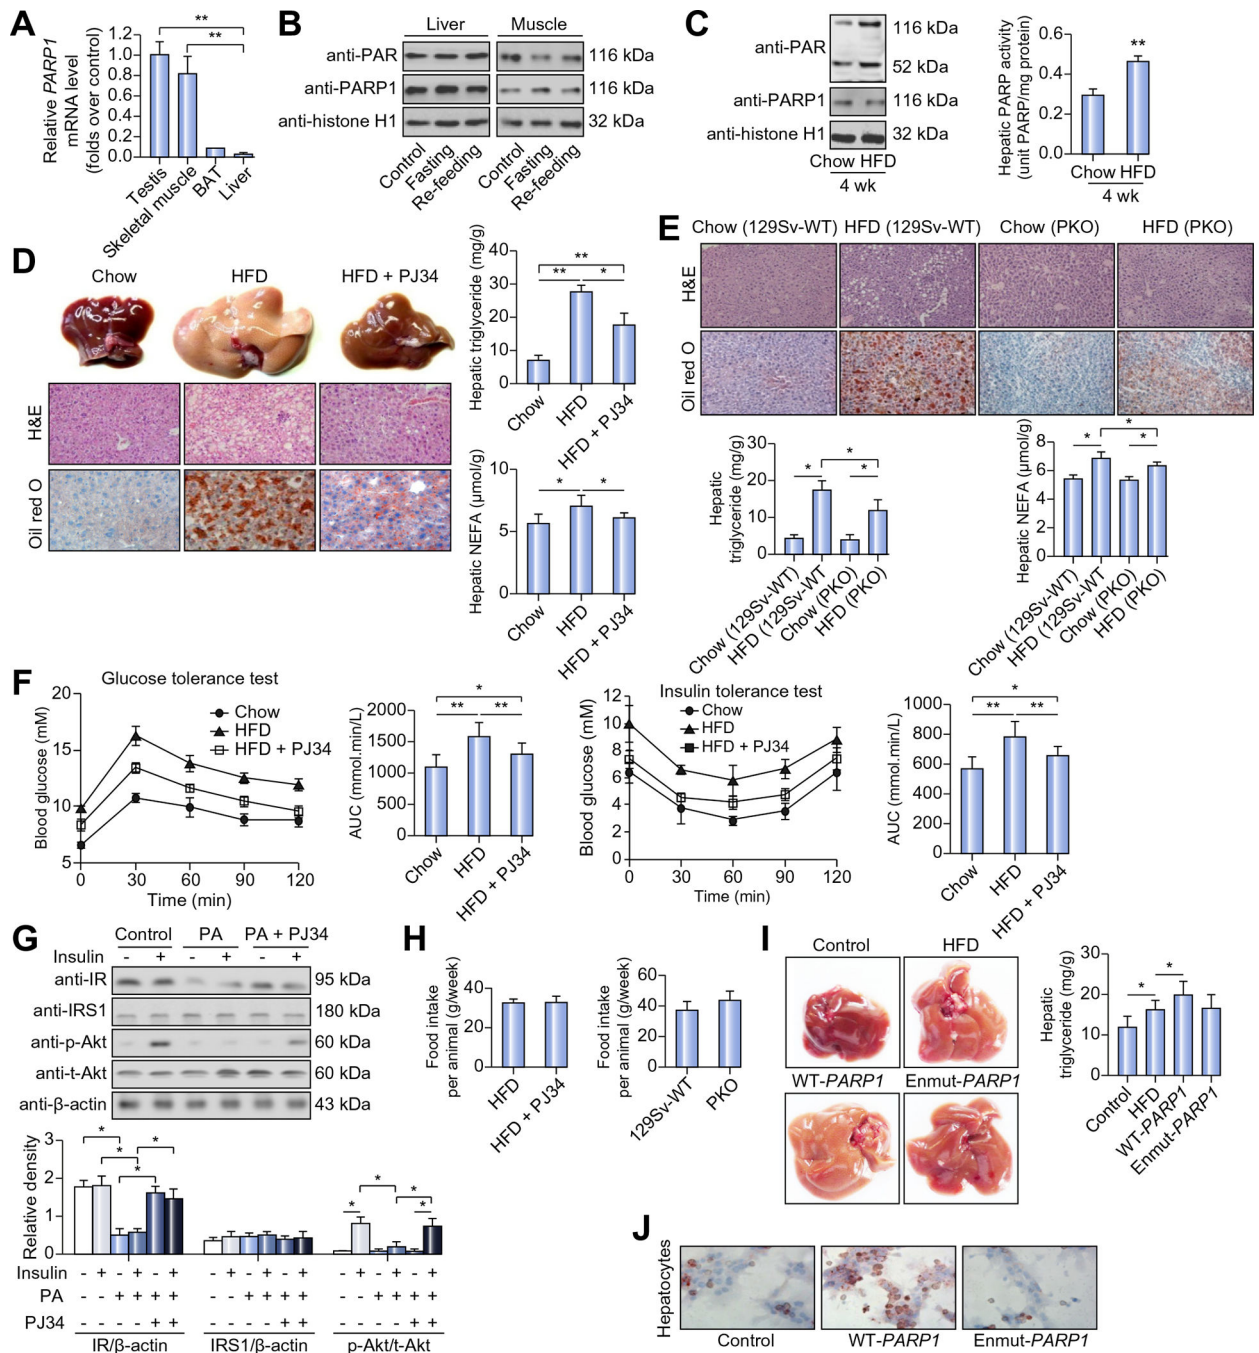 A
Relative PARP1
mRNA level
(folds over control)
1.2
1.0
0.8
0.6
0.4
0.2
0.0
**
**
Testis
Skeletal muscle
BAT
Liver
B
Liver
Muscle
anti-PAR
116 kDa
anti-PARP1
116 kDa
anti-histone H1
32 kDa
Control
Fasting
Re-feeding
Control
Fasting
Re-feeding
C
anti-PAR
116 kDa
52 kDa
anti-PARP1
116 kDa
anti-histone H1
32 kDa
Chow HFD
4 wk
Hepatic PARP activity
(unit PARP/mg protein)
0.6
0.4
0.2
0.0
**
Chow HFD
4 wk
D
Chow
HFD
HFD + PJ34
H&E
Oil red O
Hepatic triglyceride (mg/g)
40
30
20
10
0
**
**
*
Chow
HFD
HFD + PJ34
Hepatic NEFA (µmol/g)
10
5
0
*
*
Chow
HFD
HFD + PJ34
E
Chow (129Sv-WT)
HFD (129Sv-WT)
Chow (PKO)
HFD (PKO)
H&E
Oil red O
Hepatic
triglyceride (mg/g)
30
20
10
0
*
*
*
Chow (129Sv-WT)
HFD (129Sv-WT
Chow (PKO)
HFD (PKO)
Hepatic NEFA (µmol/g)
8
6
4
2
0
*
*
*
Chow (129Sv-WT)
HFD (129Sv-WT
Chow (PKO)
HFD (PKO)
F
Glucose tolerance test
Blood glucose (mM)
20
15
10
5
Chow
HFD
HFD + PJ34
0
30
60
90
120
Time (min)
AUC (mmol.min/L)
2000
1500
1000
500
0
*
**
**
Chow
HFD
HFD + PJ34
Insulin tolerance test
Blood glucose (mM)
12
10
8
6
4
2
0
Chow
HFD
HFD + PJ34
0
30
60
90
120
Time (min)
AUC (mmol.min/L)
1000
800
600
400
200
0
*
**
**
Chow
HFD
HFD + PJ34
G
Control
PA
PA + PJ34
Insulin
- + - + - +
anti-IR
95 kDa
anti-IRS1
180 kDa
anti-p-Akt
60 kDa
anti-t-Akt
60 kDa
anti-β-actin
43 kDa
Relative density
3
2
1
0
*
*
*
*
*
*
*
*
Insulin
- + - + - + - + - + - + - + - + - +
PA
- - + + + + - - + + + + - - + + + +
PJ34
- - - - + + - - - - + + - - - - + +
IR/β-actin
IRS1/β-actin
p-Akt/t-Akt
H
Food intake
per animal (g/week)
40
20
0
HFD
HFD + PJ34
Food intake
per animal (g/week)
60
40
20
0
129Sv-WT
PKO
I
Control
HFD
WT-PARP1
Enmut-PARP1
Hepatic
triglyceride (mg/g)
30
20
10
0
*
*
Control
HFD
WT-PARP1
Enmut-PARP1
J
Hepatocytes
Control
WT-PARP1
Enmut-PARP1